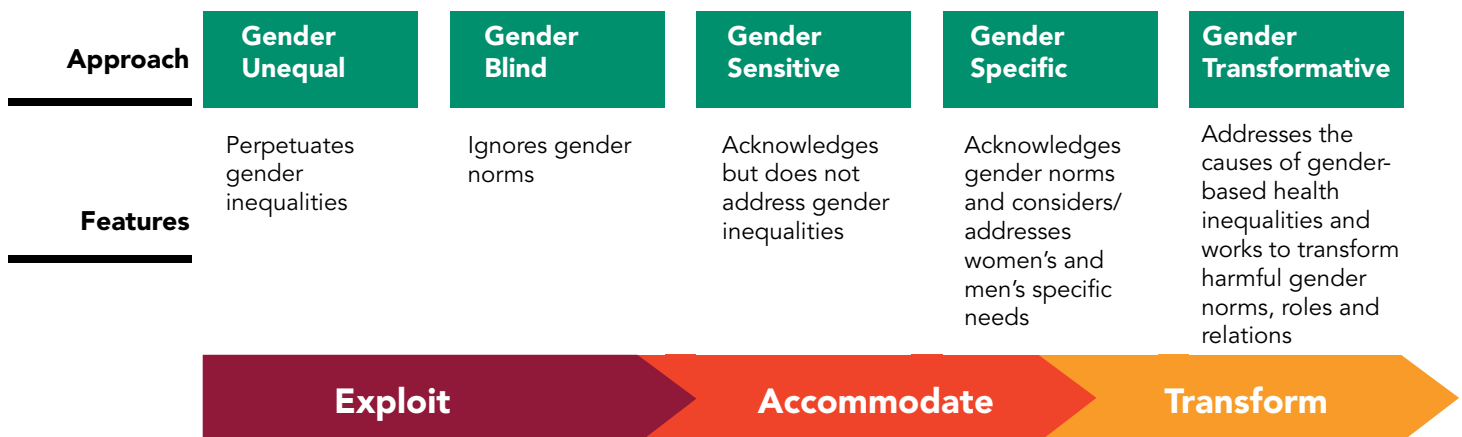 Approach
Gender
Unequal
Gender
Blind
Gender
Sensitive
Gender
Specific
Gender
Transformative
Features
Perpetuates
gender
inequalities
Ignores gender
norms
Acknowledges
but does not
address gender
inequalities
Acknowledges
gender norms
and considers/
addresses
women’s and
men’s specific
needs
Addresses the
causes of gender-
based health
inequalities and
works to transform
harmful gender
norms, roles and
relations
Exploit
Accommodate
Transform